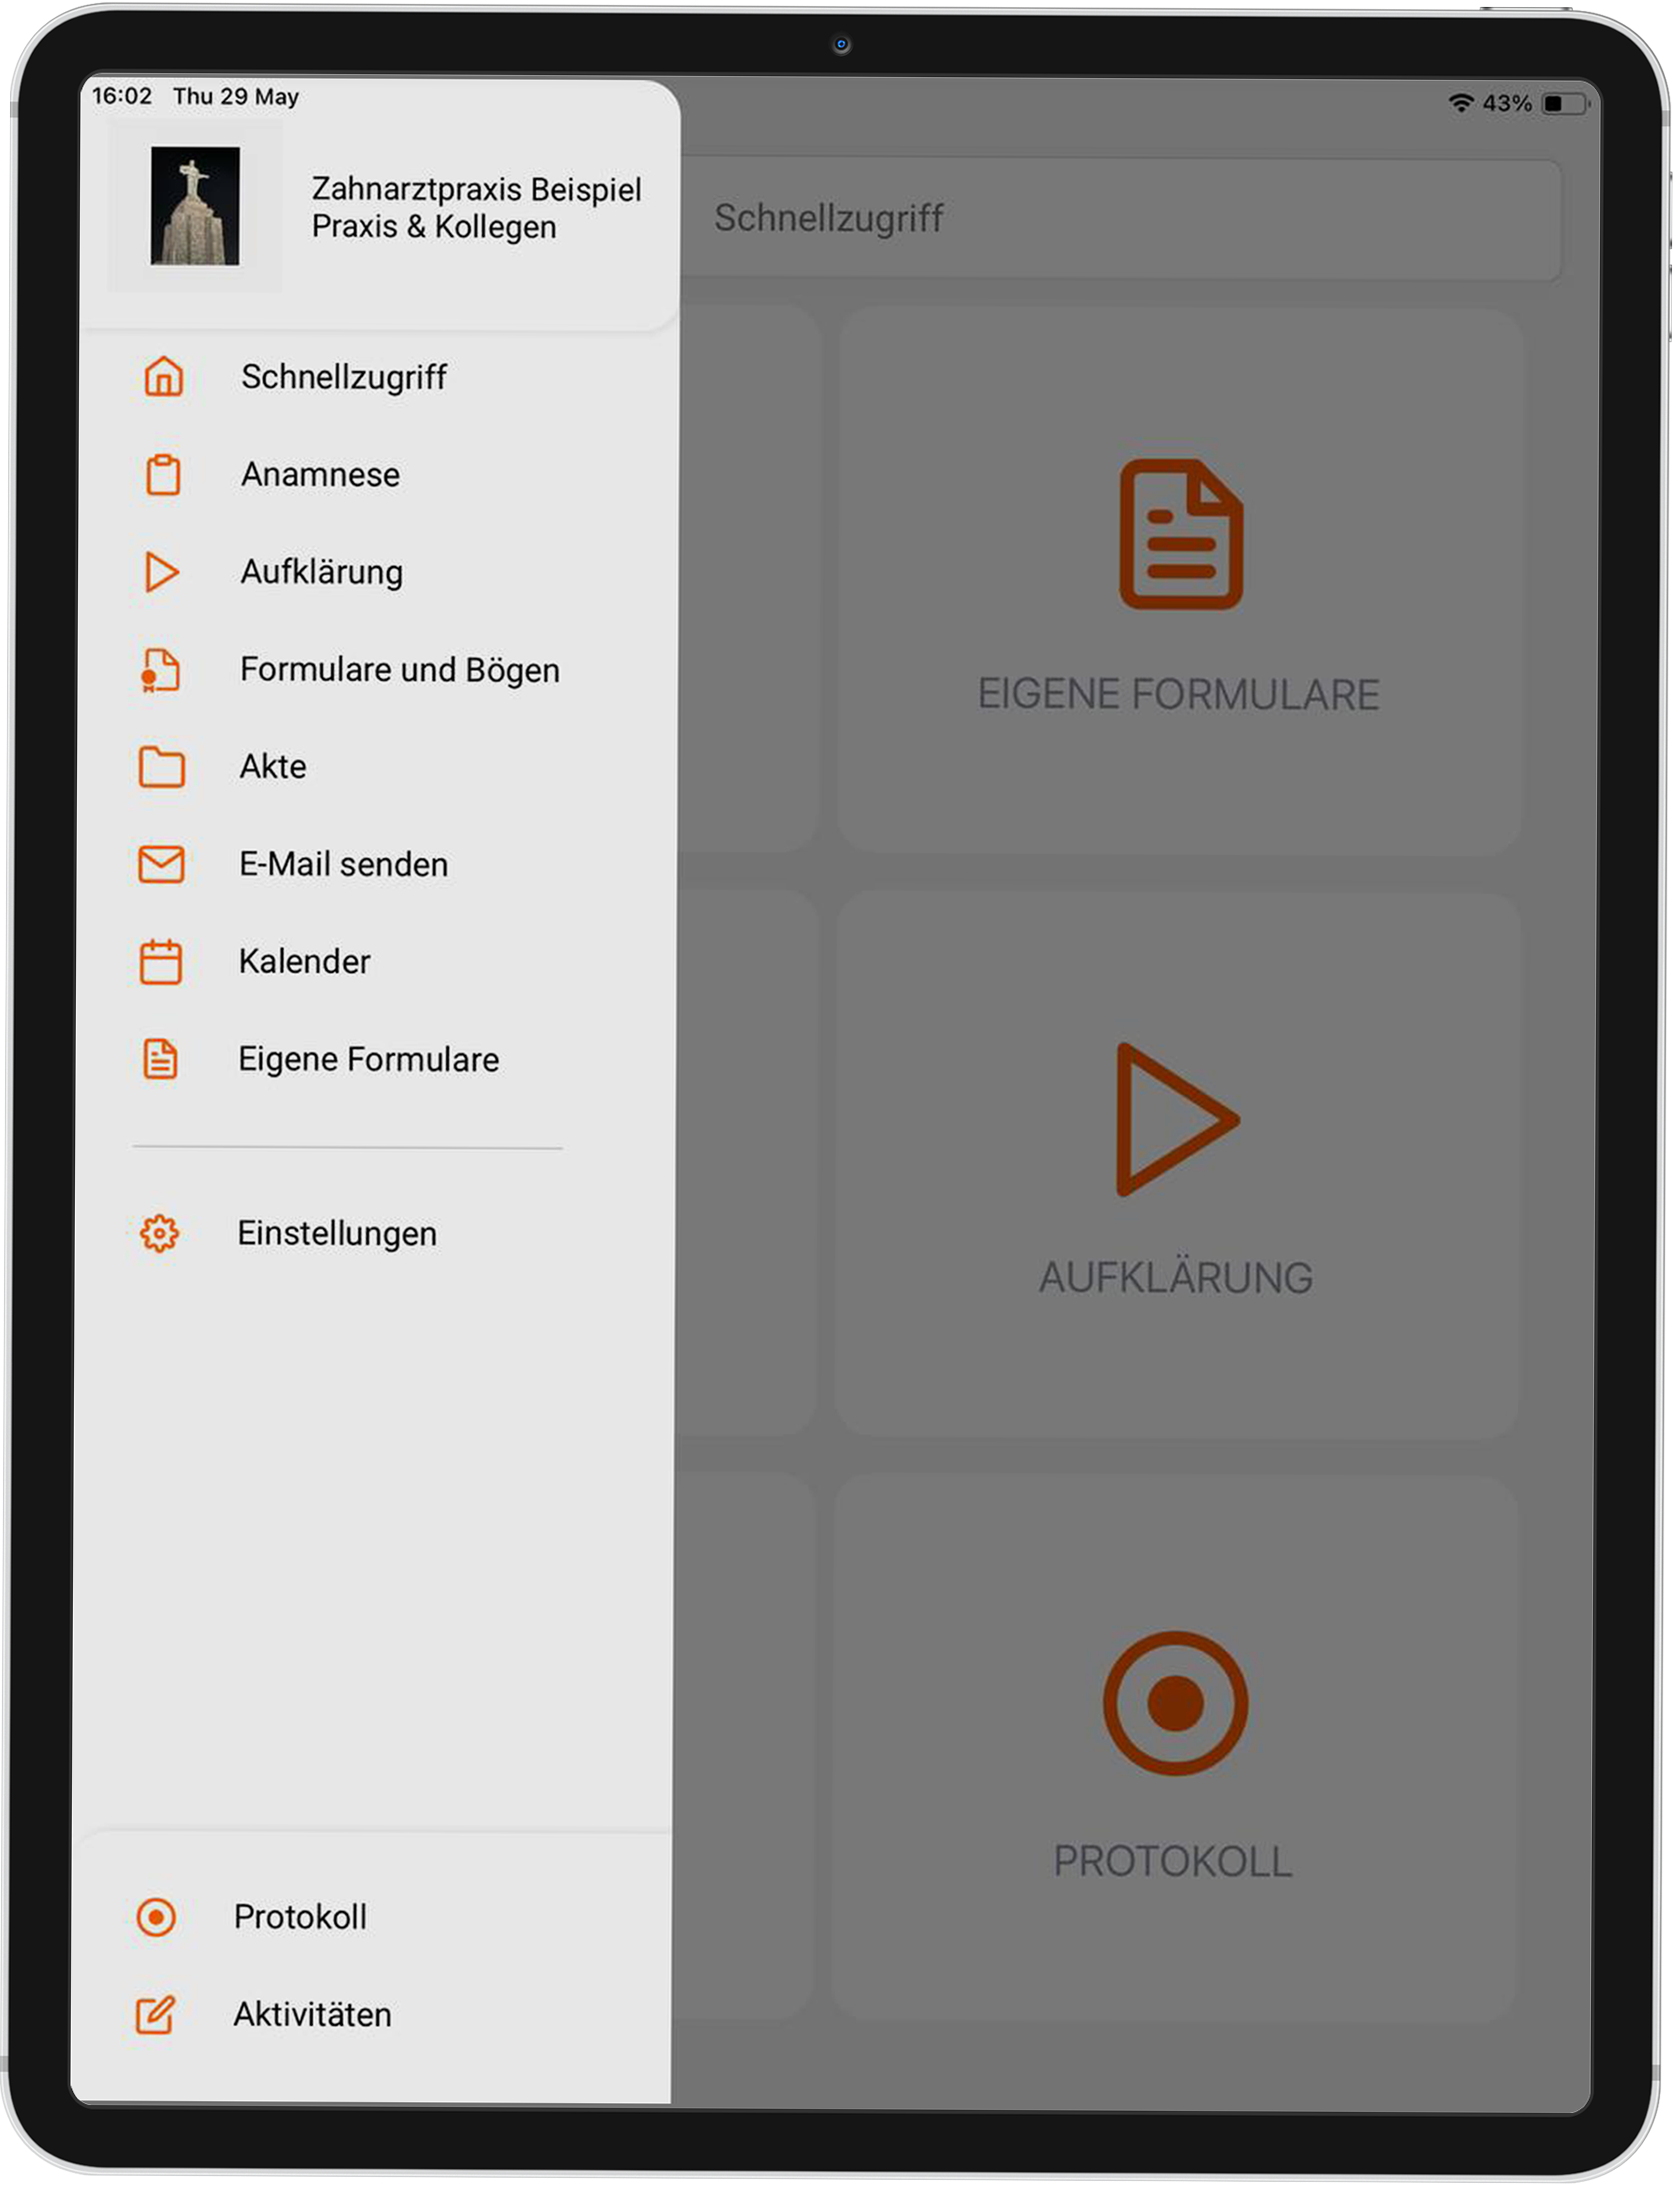 16:02 Thu 29 May
43%
Zahnarztpraxis Beispiel
Praxis & Kollegen
Schnellzugriff
Schnellzugriff
Anamnese
Aufklärung
Formulare und Bögen
Akte
E-Mail senden
Kalender
Eigene Formulare
Einstellungen
Protokoll
Aktivitäten
EIGENE FORMULARE
AUFKLÄRUNG
PROTOKOLL